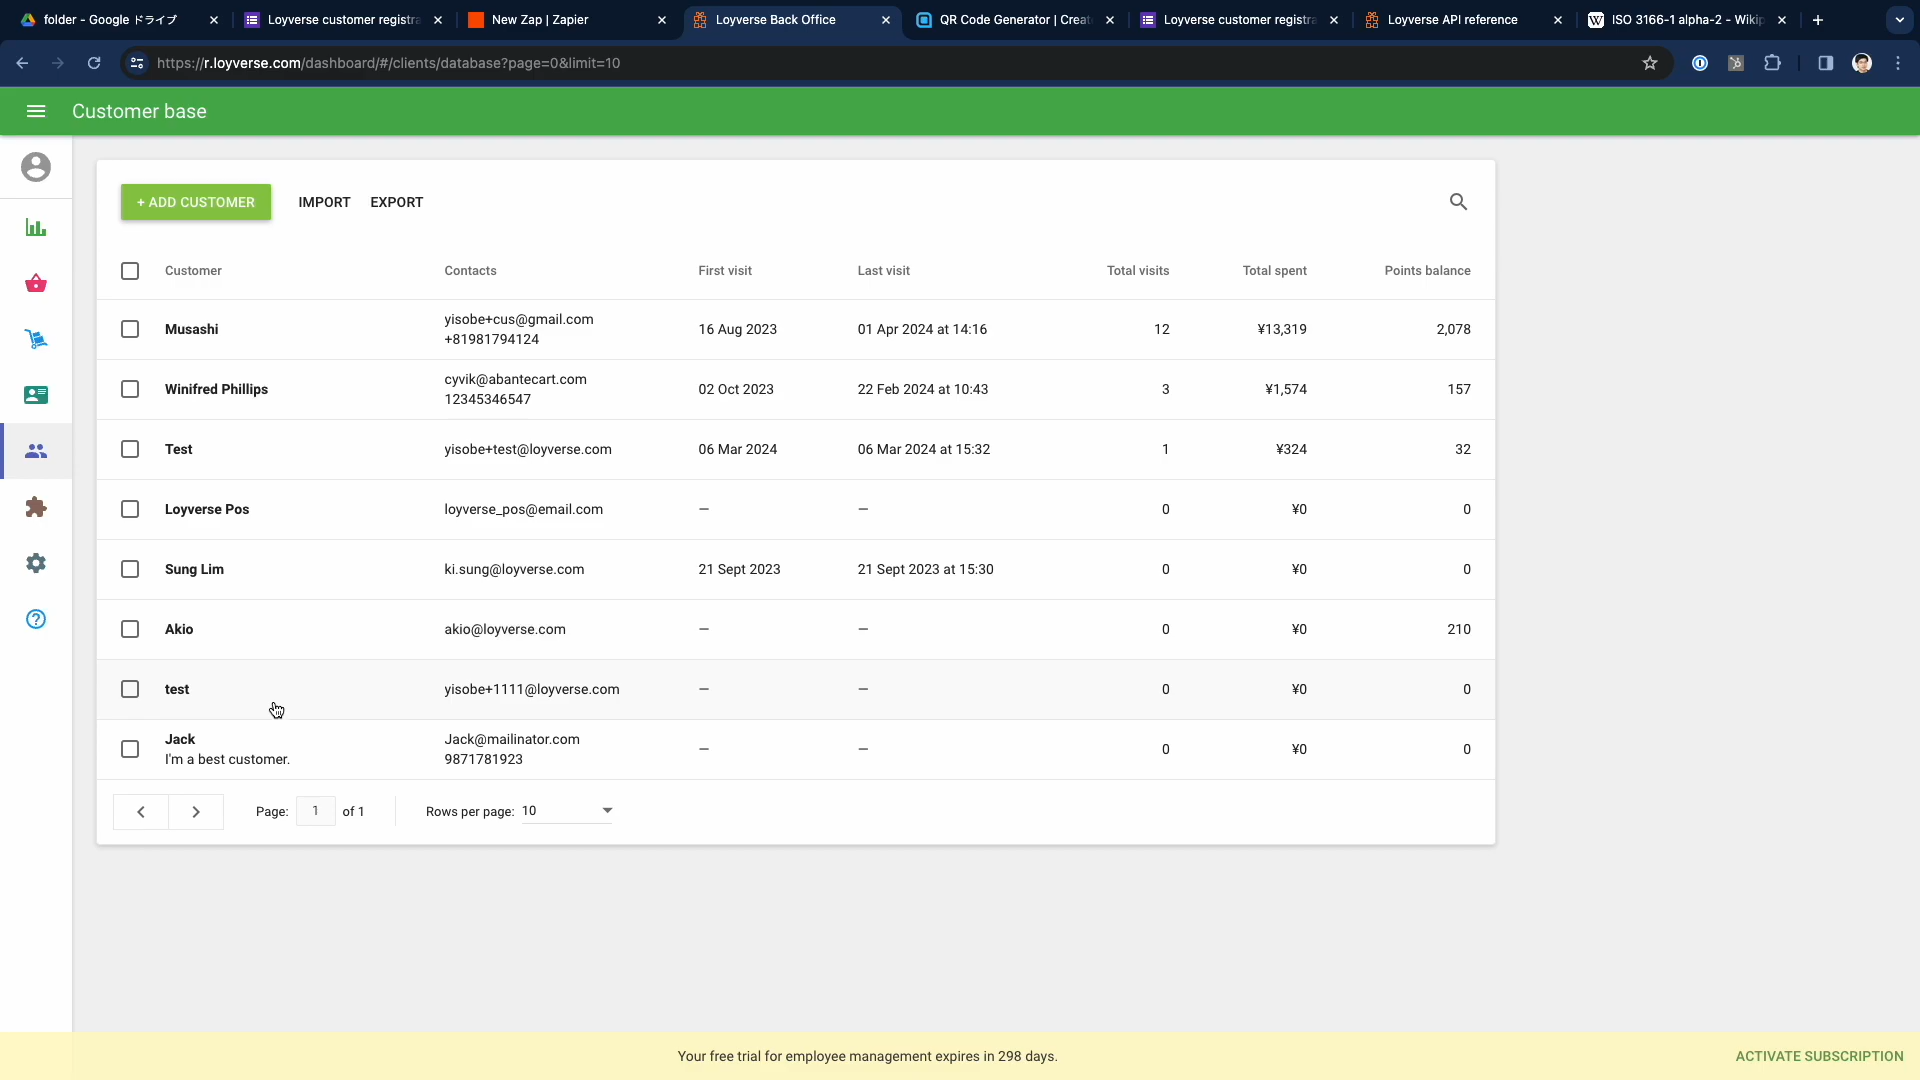 folder - Google ドライブ
Loyverse customer registra
New Zap | Zapier
Loyverse Back Office
QR Code Generator | Create
Loyverse customer registra
Loyverse API reference
ISO 3166-1 alpha-2 - Wikip
https://r.loyverse.com/dashboard/#/clients/database?page=0&limit=10
Customer base
+ ADD CUSTOMER
IMPORT
EXPORT
Customer
Contacts
First visit
Last visit
Total visits
Total spent
Points balance
Musashi
yisobe+cus@gmail.com
+81981794124
16 Aug 2023
01 Apr 2024 at 14:16
12
¥13,319
2,078
Winifred Phillips
cyvik@abantecart.com
12345346547
02 Oct 2023
22 Feb 2024 at 10:43
3
¥1,574
157
Test
yisobe+test@loyverse.com
06 Mar 2024
06 Mar 2024 at 15:32
1
¥324
32
Loyverse Pos
loyverse_pos@email.com
—
—
0
¥0
0
Sung Lim
ki.sung@loyverse.com
21 Sept 2023
21 Sept 2023 at 15:30
0
¥0
0
Akio
akio@loyverse.com
—
—
0
¥0
210
test
yisobe+1111@loyverse.com
—
—
0
¥0
0
Jack
I'm a best customer.
Jack@mailinator.com
9871781923
—
—
0
¥0
0
Page: 1 of 1
Rows per page: 10
Your free trial for employee management expires in 298 days.
ACTIVATE SUBSCRIPTION